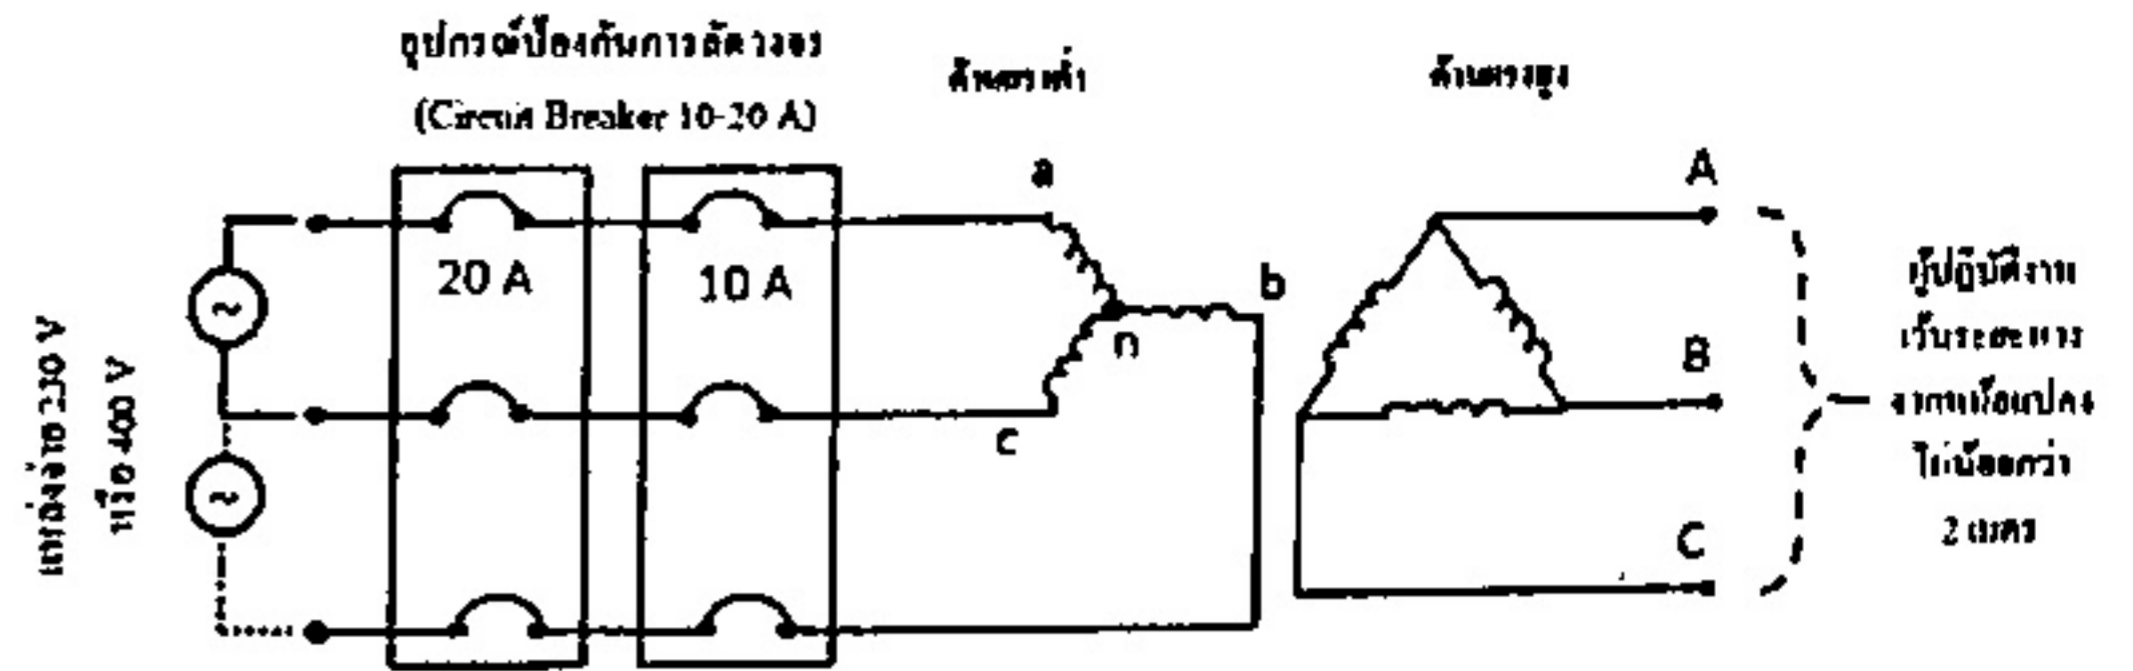 อุปกรณ์ป้องกันการลัดวงจร
(Circuit Breaker 10-20 A)
ด้านแรงต่ำ
ด้านแรงสูง
a
A
20 A
10 A
b
n
B
c
C
แหล่งจ่าย 230 V
หรือ 400 V
ผู้ปฏิบัติงาน
เว้นระยะห่าง
จากหม้อแปลง
ไม่น้อยกว่า
2 เมตร